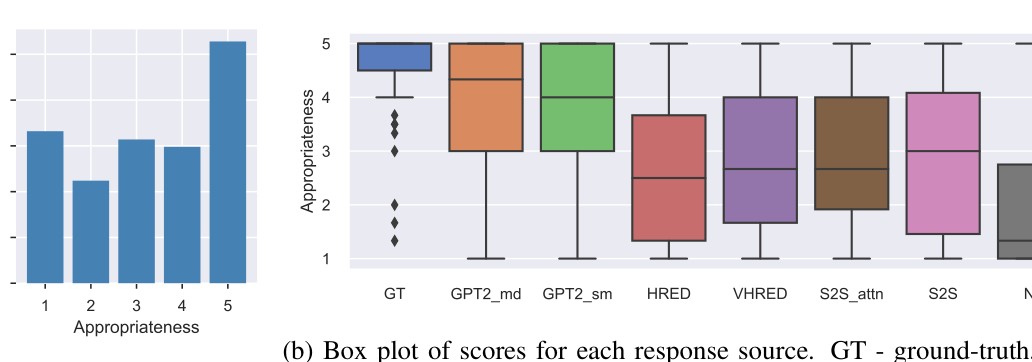 1 2 3 4 5
Appropriateness
Appropriateness
5
4
3
2
1
GT GPT2_md GPT2_sm HRED VHRED S2S_attn S2S N
(b) Box plot of scores for each response source. GT - ground-truth,